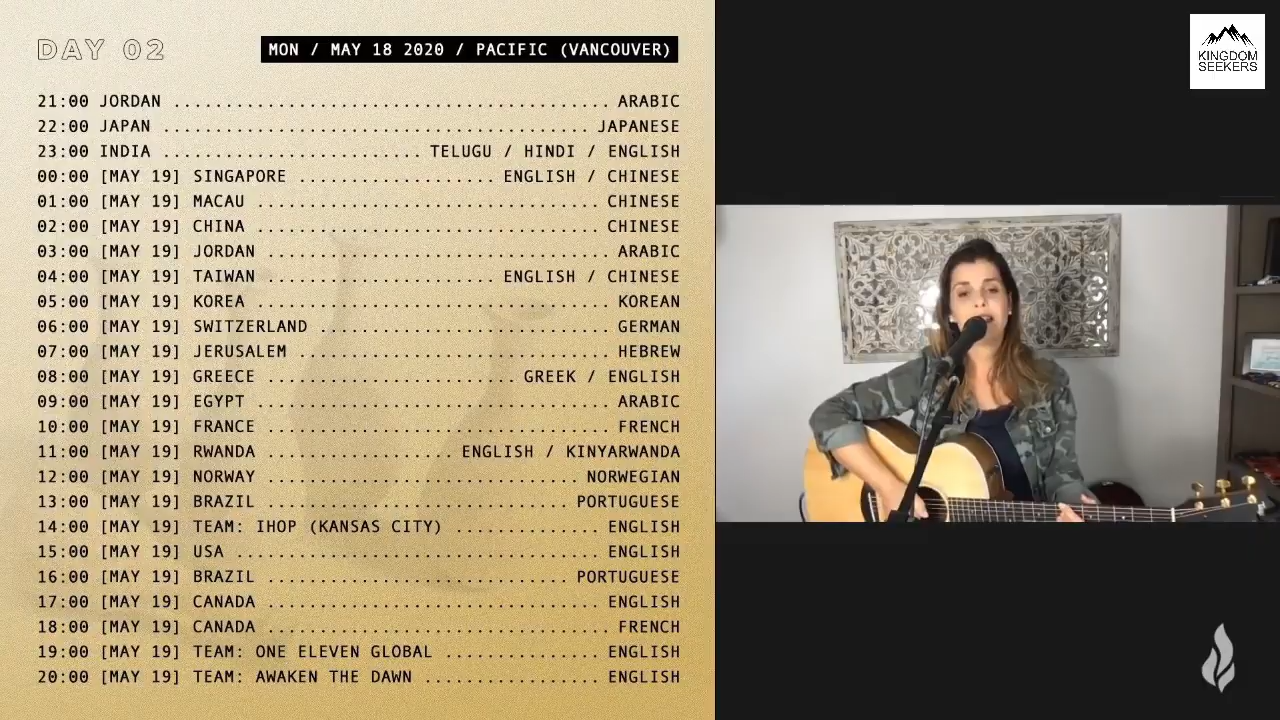 DAY 02
MON / MAY 18 2020 / PACIFIC (VANCOUVER)
21:00 JORDAN .......................................... ARABIC
22:00 JAPAN ......................................... JAPANESE
23:00 INDIA ......................... TELUGU / HINDI / ENGLISH
00:00 [MAY 19] SINGAPORE ................... ENGLISH / CHINESE
01:00 [MAY 19] MACAU ................................. CHINESE
02:00 [MAY 19] CHINA ................................. CHINESE
03:00 [MAY 19] JORDAN ................................. ARABIC
04:00 [MAY 19] TAIWAN ...................... ENGLISH / CHINESE
05:00 [MAY 19] KOREA .................................. KOREAN
06:00 [MAY 19] SWITZERLAND ............................ GERMAN
07:00 [MAY 19] JERUSALEM .............................. HEBREW
08:00 [MAY 19] GREECE ........................ GREEK / ENGLISH
09:00 [MAY 19] EGYPT .................................. ARABIC
10:00 [MAY 19] FRANCE ................................. FRENCH
11:00 [MAY 19] RWANDA .................. ENGLISH / KINYARWANDA
12:00 [MAY 19] NORWAY .............................. NORWEGIAN
13:00 [MAY 19] BRAZIL ............................. PORTUGUESE
14:00 [MAY 19] TEAM: IHOP (KANSAS CITY) .............. ENGLISH
15:00 [MAY 19] USA ................................... ENGLISH
16:00 [MAY 19] BRAZIL ............................. PORTUGUESE
17:00 [MAY 19] CANADA ................................ ENGLISH
18:00 [MAY 19] CANADA ................................. FRENCH
19:00 [MAY 19] TEAM: ONE ELEVEN GLOBAL ............... ENGLISH
20:00 [MAY 19] TEAM: AWAKEN THE DAWN ................. ENGLISH
KINGDOM
SEEKERS